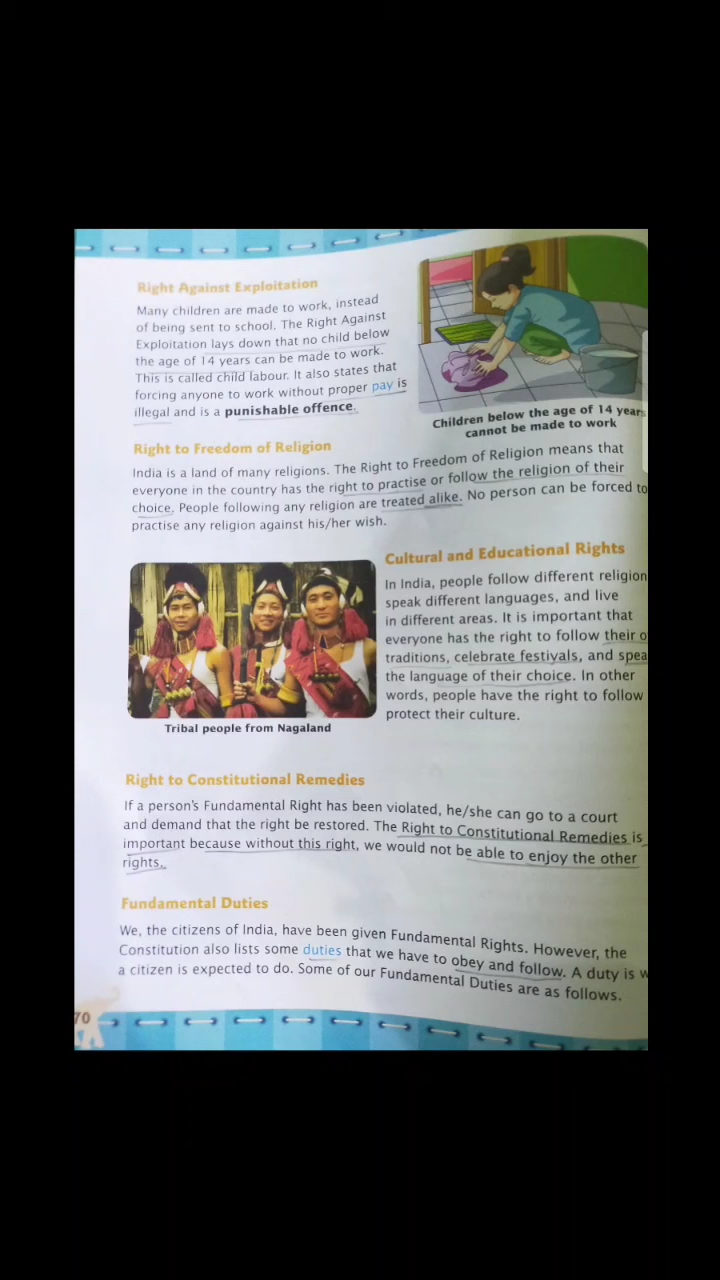 Right Against Exploitation
Many children are made to work, instead
of being sent to school. The Right Against
Exploitation lays down that no child below
the age of 14 years can be made to work.
This is called child labour. It also states that
forcing anyone to work without proper pay is
illegal and is a punishable offence.
Children below the age of 14 years
cannot be made to work
Right to Freedom of Religion
India is a land of many religions. The Right to Freedom of Religion means that
everyone in the country has the right to practise or follow the religion of their
choice. People following any religion are treated alike. No person can be forced to
practise any religion against his/her wish.
Cultural and Educational Rights
In India, people follow different religion
speak different languages, and live
in different areas. It is important that
everyone has the right to follow their o
traditions, celebrate festivals, and spea
the language of their choice. In other
words, people have the right to follow
protect their culture.
Tribal people from Nagaland
Right to Constitutional Remedies
If a person's Fundamental Right has been violated, he/she can go to a court
and demand that the right be restored. The Right to Constitutional Remedies is
important because without this right, we would not be able to enjoy the other
rights.
Fundamental Duties
We, the citizens of India, have been given Fundamental Rights. However, the
Constitution also lists some duties that we have to obey and follow. A duty is w
a citizen is expected to do. Some of our Fundamental Duties are as follows.
70